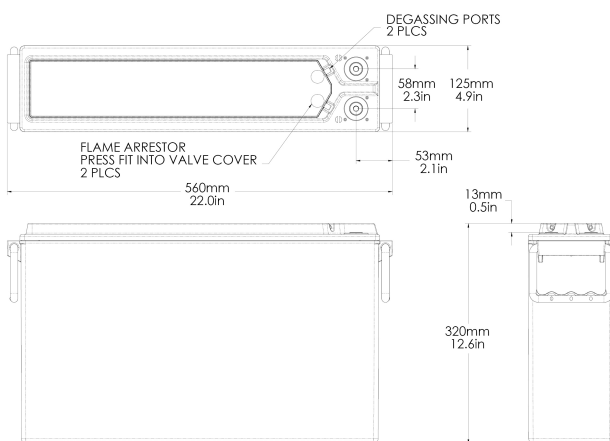 DEGASSING PORTS
2 PLCS
58mm
2.3in
125mm
4.9in
FLAME ARRESTOR
PRESS FIT INTO VALVE COVER
2 PLCS
53mm
2.1in
560mm
22.0in
13mm
0.5in
320mm
12.6in